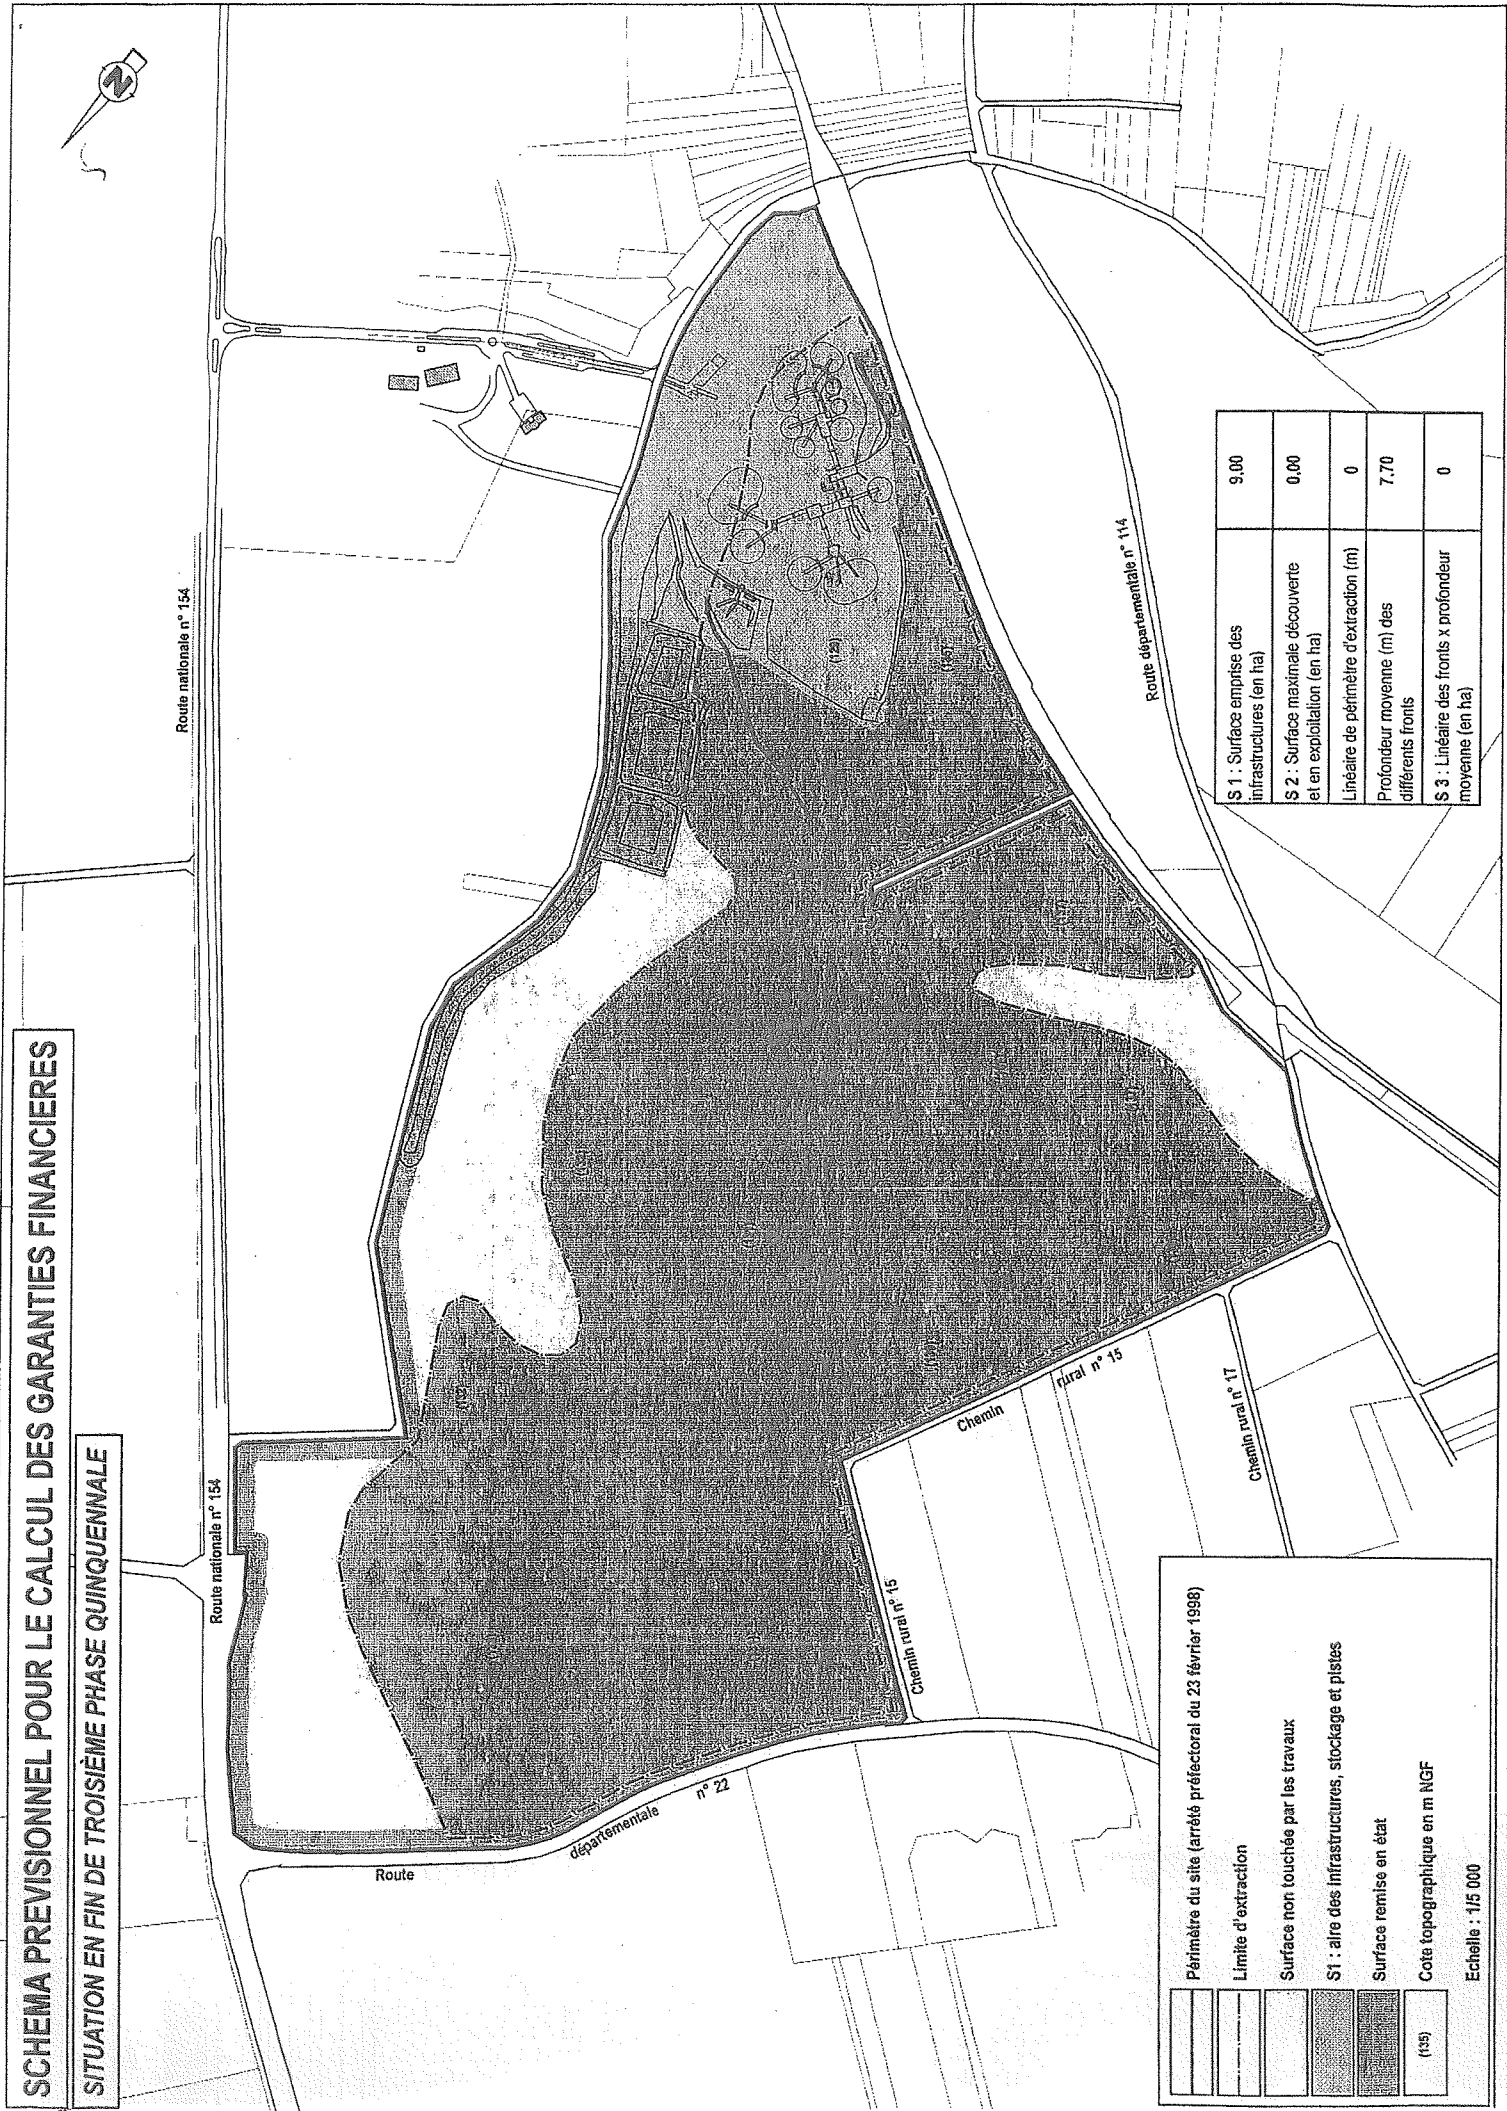 SCHEMA PREVISIONNEL POUR LE CALCUL DES GARANTIES FINANCIERES
SITUATION EN FIN DE TROISIÈME PHASE QUINQUENNALE
N
Route nationale n° 154
Route nationale n° 154
Route départementale n° 114
Route
départementale
n° 22
Chemin rural n° 15
Chemin
rural n° 15
Chemin rural n° 17
(129)
S 1 : Surface emprise des
infrastructures (en ha)
9,00
S 2 : Surface maximale découverte
et en exploitation (en ha)
0,00
Linéaire de périmètre d'extraction (m)
0
Profondeur moyenne (m) des
différents fronts
7,70
S 3 : Linéaire des fronts x profondeur
moyenne (en ha)
0
Périmètre du site (arrêté préfectoral du 23 février 1998)
Limite d'extraction
Surface non touchée par les travaux
S1 : aire des infrastructures, stockage et pistes
Surface remise en état
(135)
Cote topographique en m NGF
Echelle : 1/5 000